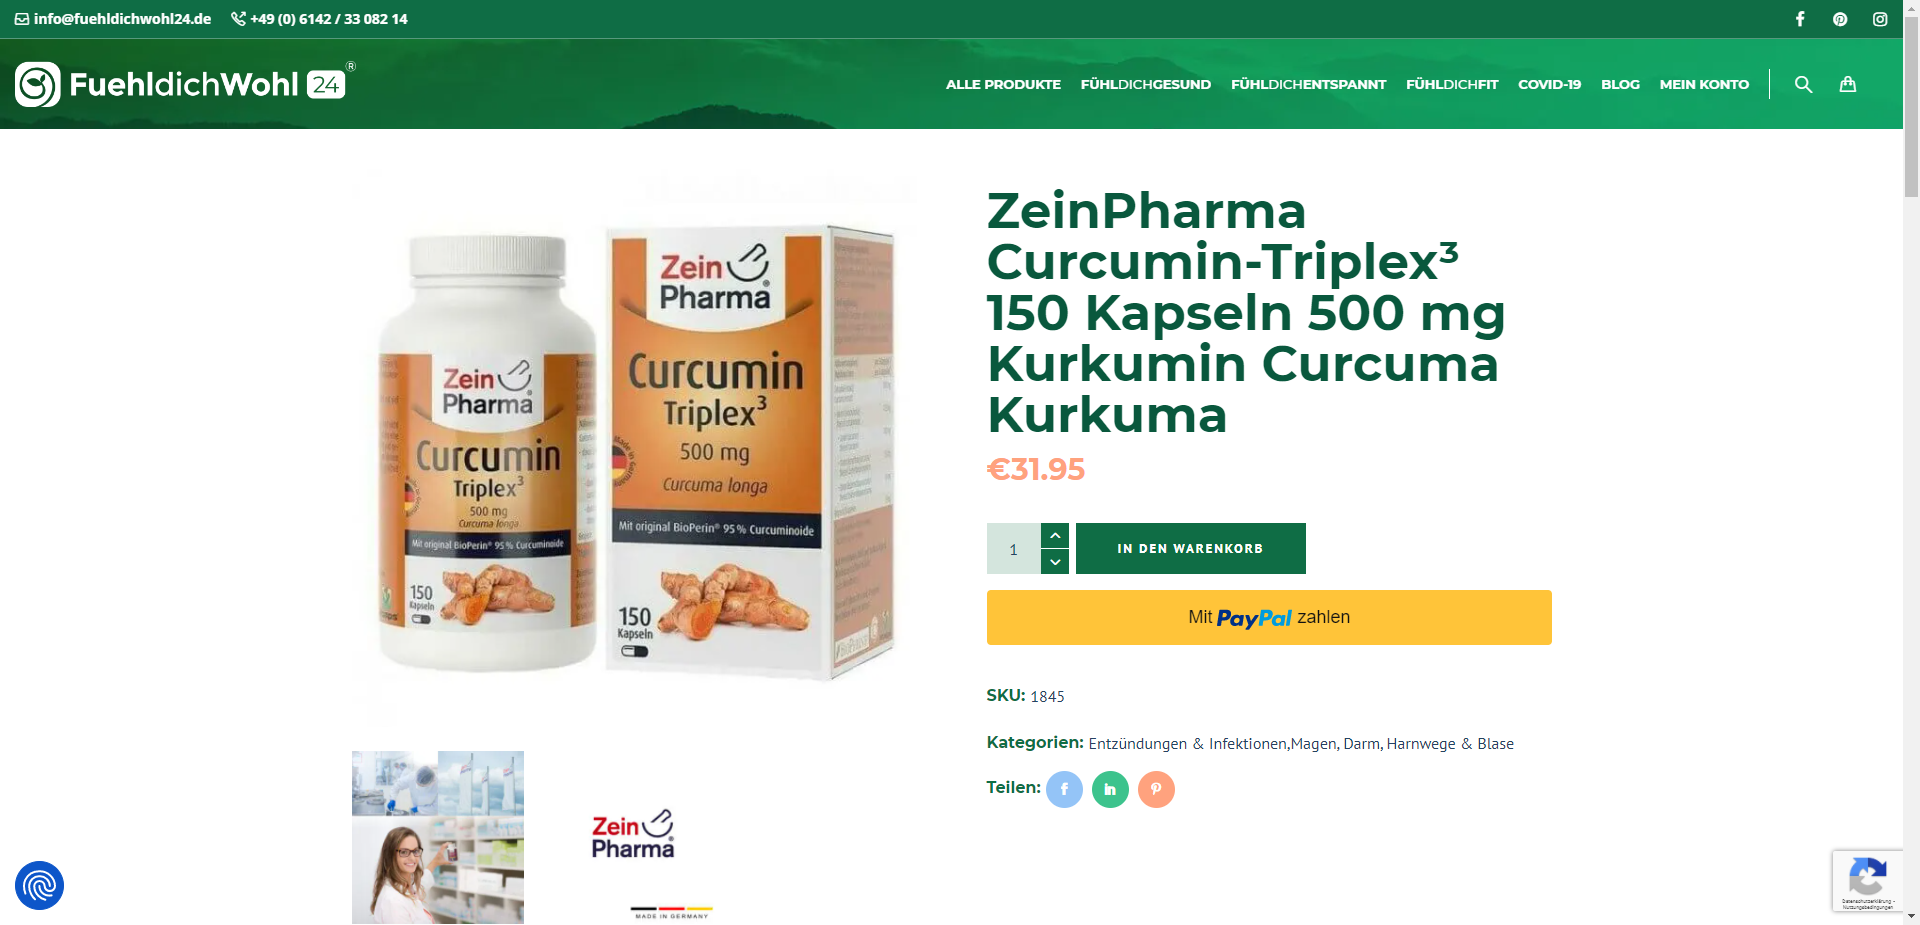 info@fuehldichwohl24.de
+49 (0) 6142 / 33 082 14
FuehldichWohl 24®
ALLE PRODUKTE
FÜHLDICHGESUND
FÜHLDICHENTSPANNT
FÜHLDICHFIT
COVID-19
BLOG
MEIN KONTO
Zein
Pharma®
Curcumin
Triplex³
500 mg
Curcuma longa
Mit original BioPerin® 95 % Curcuminoide
150
Kapseln
Zein
Pharma®
Curcumin
Triplex³
500 mg
Curcuma longa
Made in Germany
Mit original BioPerin® 95 % Curcuminoide
150
Kapseln
ZeinPharma
Curcumin-Triplex³
150 Kapseln 500 mg
Kurkumin Curcuma
Kurkuma
€31.95
1
IN DEN WARENKORB
Mit PayPal zahlen
SKU: 1845
Kategorien: Entzündungen & Infektionen,Magen, Darm, Harnwege & Blase
Teilen:
Zein
Pharma®
MADE IN GERMANY
Datenschutzerklärung -
Nutzungsbedingungen